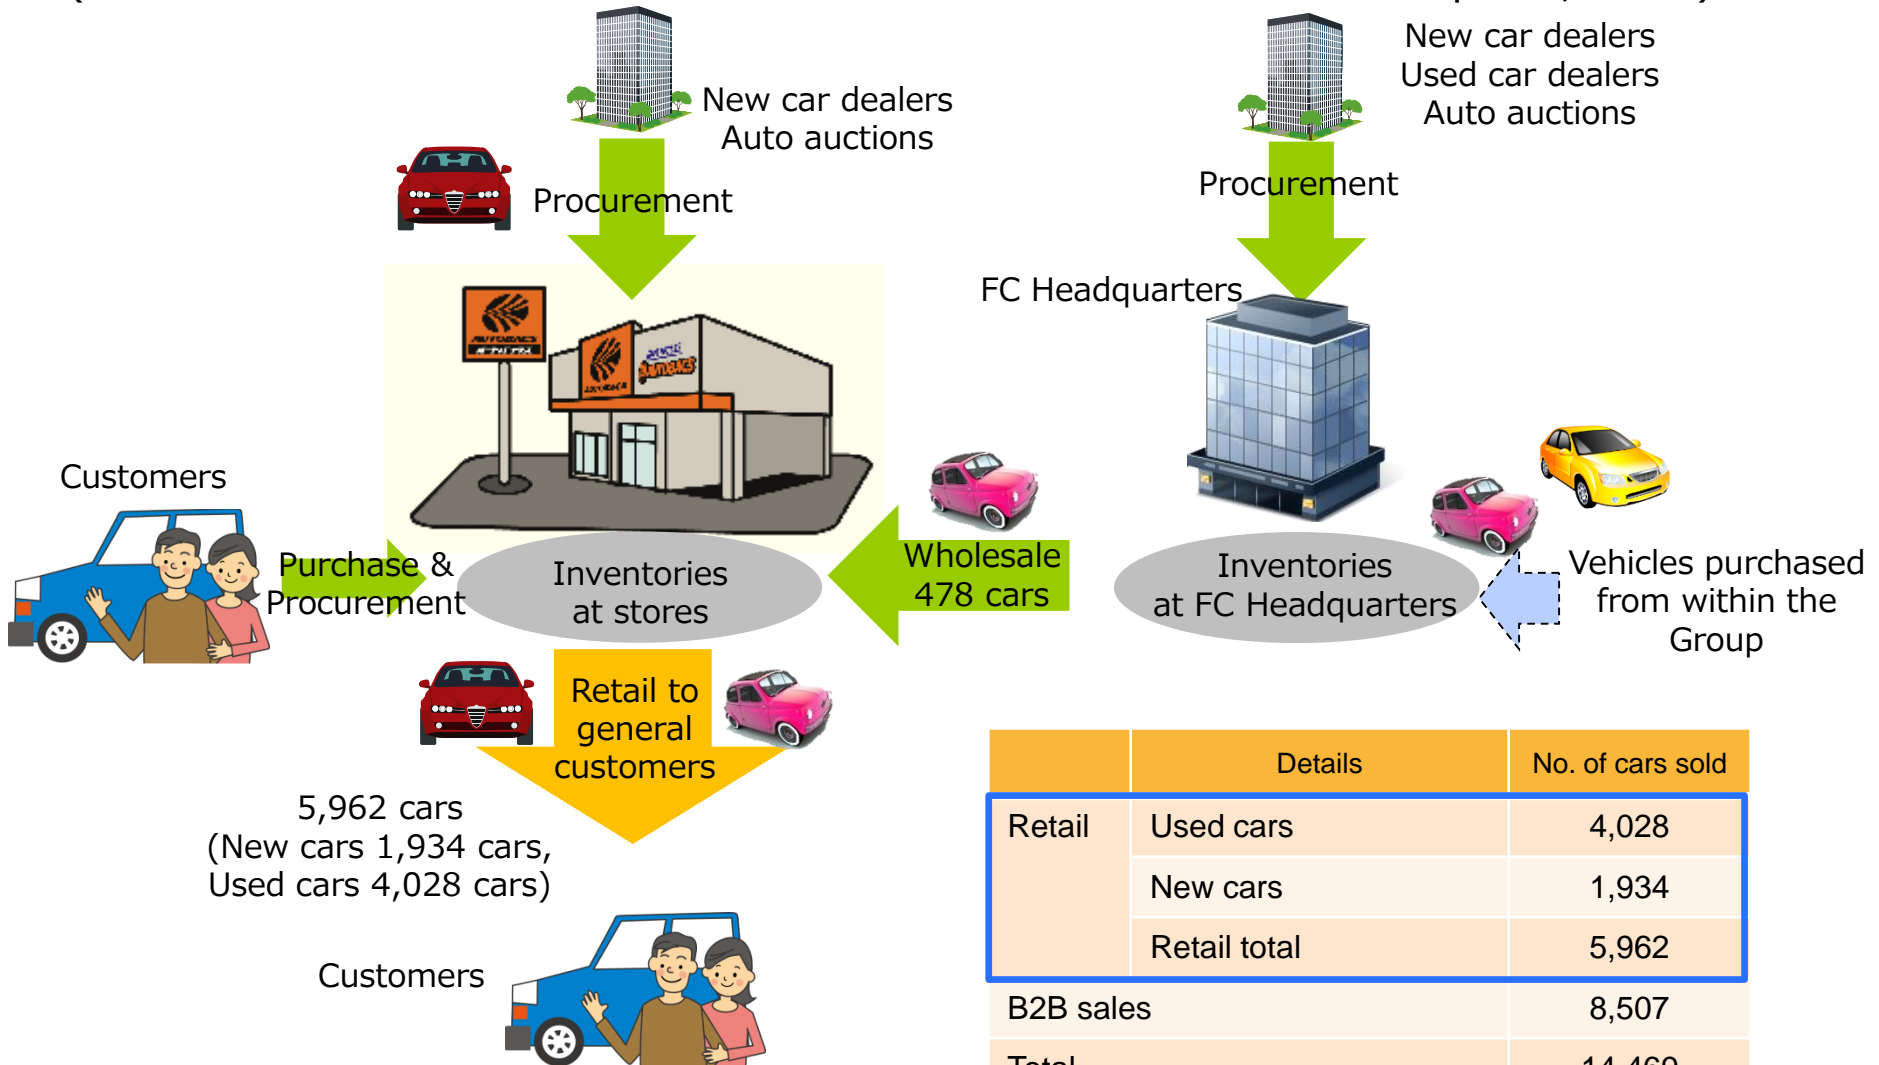 New car dealers
Auto auctions
New car dealers
Used car dealers
Auto auctions
Procurement
Procurement
FC Headquarters
Customers
Purchase &
Procurement
Inventories
at stores
Wholesale
478 cars
Inventories
at FC Headquarters
Vehicles purchased
from within the
Group
Retail to
general
customers
5,962 cars
(New cars 1,934 cars,
Used cars 4,028 cars)
Customers
Details No. of cars sold
Retail Used cars 4,028
New cars 1,934
Retail total 5,962
B2B sales 8,507
Total 14,469